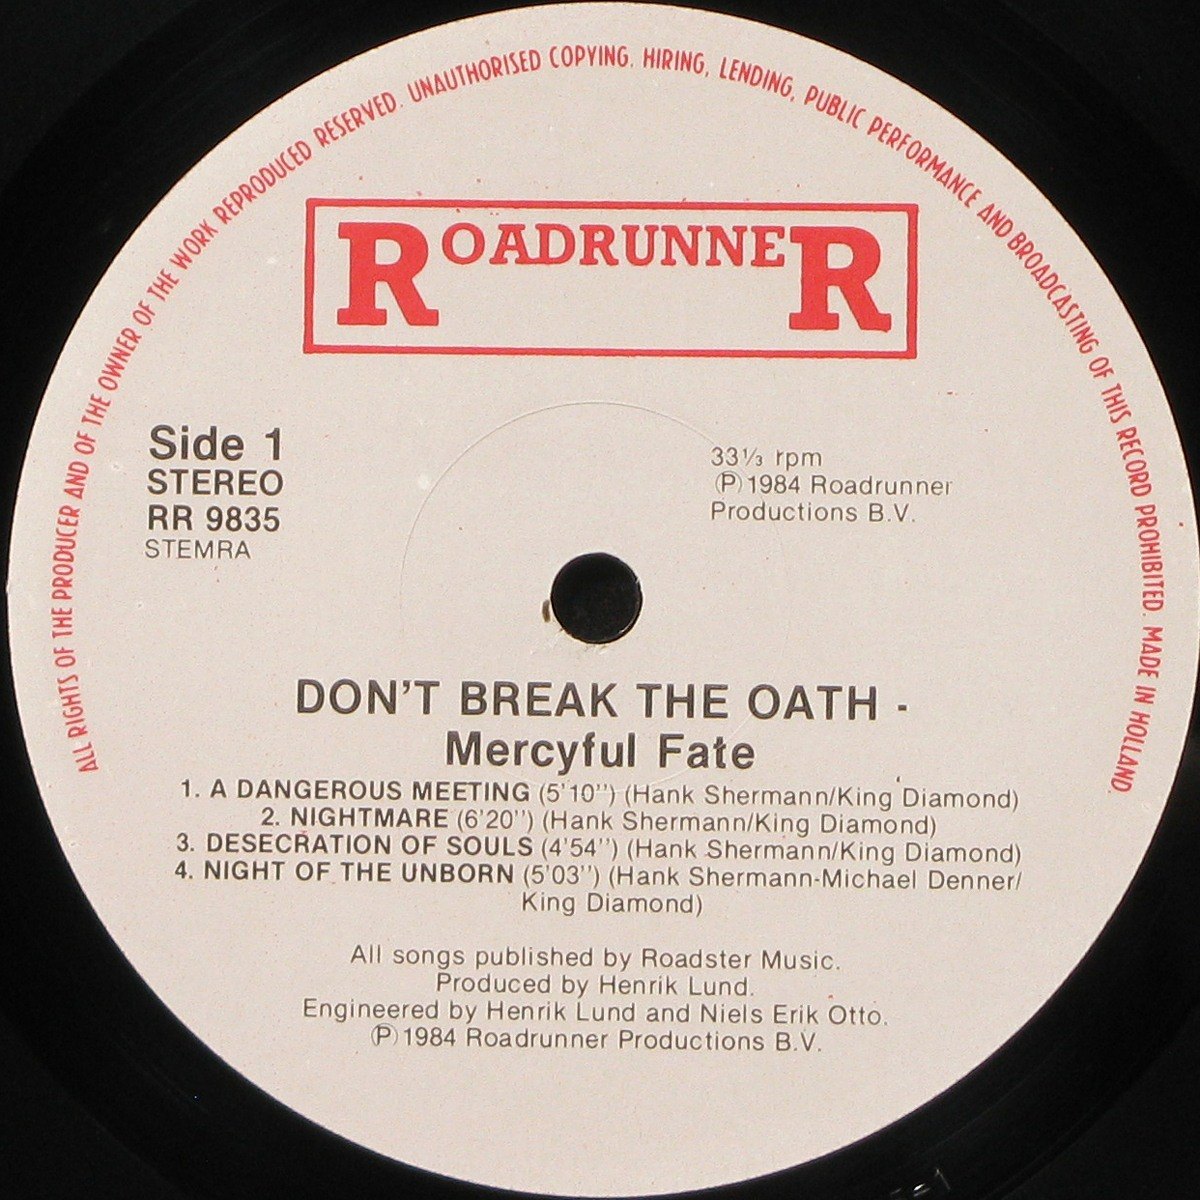 ALL RIGHTS OF THE PRODUCER AND OF THE OWNER OF THE WORK REPRODUCED RESERVED. UNAUTHORISED COPYING, HIRING, LENDING, PUBLIC PERFORMANCE AND BROADCASTING OF THIS RECORD PROHIBITED. MADE IN HOLLAND.
ROADRUNNER
Side 1
STEREO
RR 9835
STEMRA
33⅓ rpm
Ⓟ 1984 Roadrunner
Productions B.V.
DON'T BREAK THE OATH -
Mercyful Fate
1. A DANGEROUS MEETING (5'10") (Hank Shermann/King Diamond)
2. NIGHTMARE (6'20") (Hank Shermann/King Diamond)
3. DESECRATION OF SOULS (4'54") (Hank Shermann/King Diamond)
4. NIGHT OF THE UNBORN (5'03") (Hank Shermann-Michael Denner/
King Diamond)
All songs published by Roadster Music.
Produced by Henrik Lund.
Engineered by Henrik Lund and Niels Erik Otto.
Ⓟ 1984 Roadrunner Productions B.V.